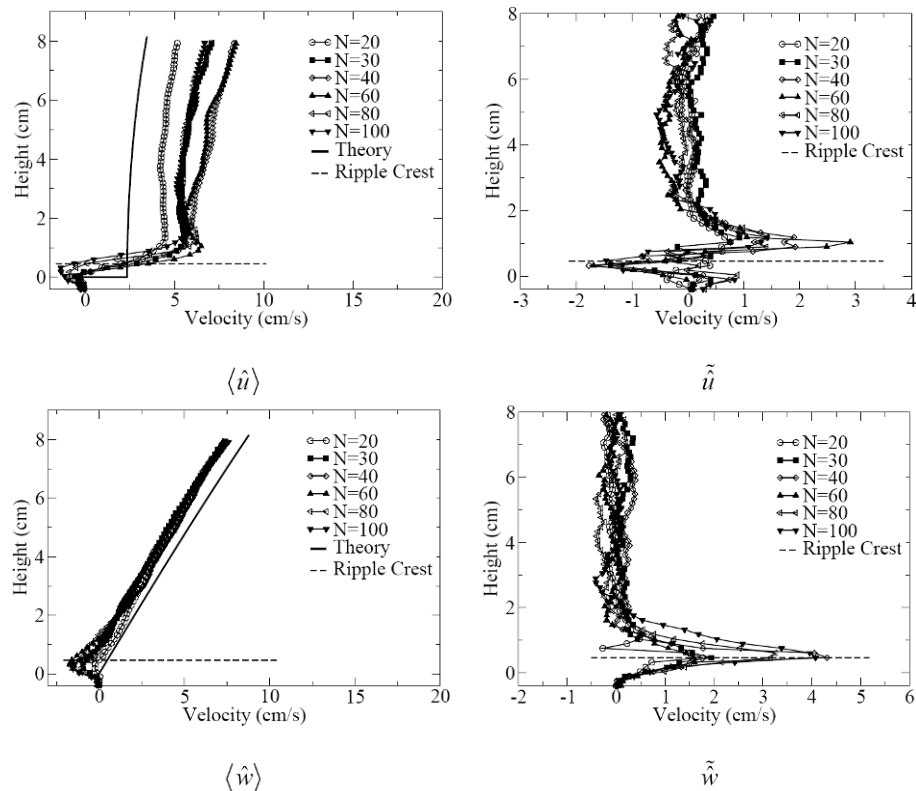 8
6
4
2
0
Height (cm)
N=20
N=30
N=40
N=60
N=80
N=100
Theory
Ripple Crest
0 5 10 15 20
Velocity (cm/s)
⟨û⟩
8
6
4
2
0
Height (cm)
N=20
N=30
N=40
N=60
N=80
N=100
Ripple Crest
-3 -2 -1 0 1 2 3 4
Velocity (cm/s)
ũ̂
8
6
4
2
0
Height (cm)
N=20
N=30
N=40
N=60
N=80
N=100
Theory
Ripple Crest
0 5 10 15 20
Velocity (cm/s)
⟨ŵ⟩
8
6
4
2
0
Height (cm)
N=20
N=30
N=40
N=60
N=80
N=100
Ripple Crest
-2 -1 0 1 2 3 4 5 6
Velocity (cm/s)
w̃̂